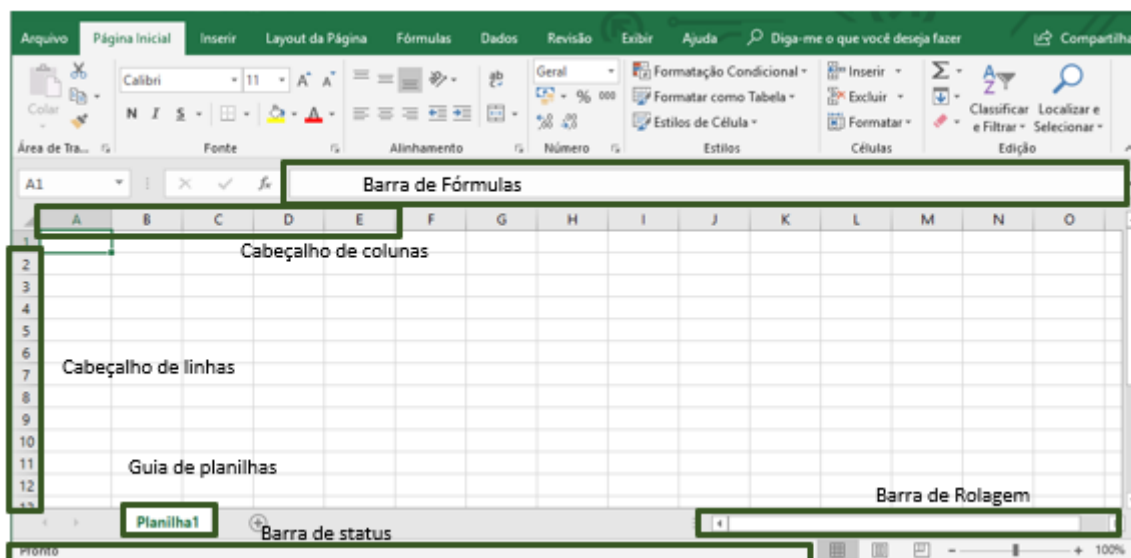 Arquivo Página Inicial Inserir Layout da Página Fórmulas Dados Revisão Exibir Ajuda Diga-me o que você deseja fazer Compartilha
Colar Calibri 11 A A ab Geral Formatação Condicional Inserir Σ
N I S A % 000 Formatar como Tabela Excluir Classificar e Filtrar Localizar e Selecionar
Estilos de Célula Formatar
Área de Tra... Fonte Alinhamento Número Estilos Células Edição
A1 fx Barra de Fórmulas
A B C D E F G H I J K L M N O
1
Cabeçalho de colunas
2
3
4
5
6
Cabeçalho de linhas
7
8
9
10
11 Guia de planilhas
12
Barra de Rolagem
13
Planilha1
Barra de status
Pronto 100%